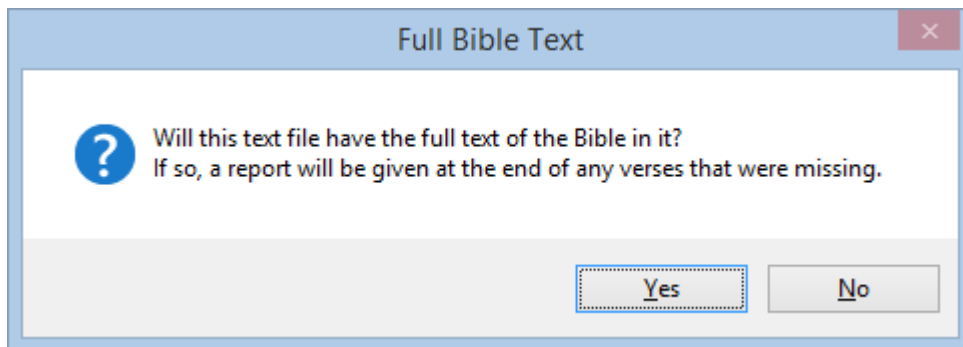 Full Bible Text
Will this text file have the full text of the Bible in it?
If so, a report will be given at the end of any verses that were missing.
Yes
No